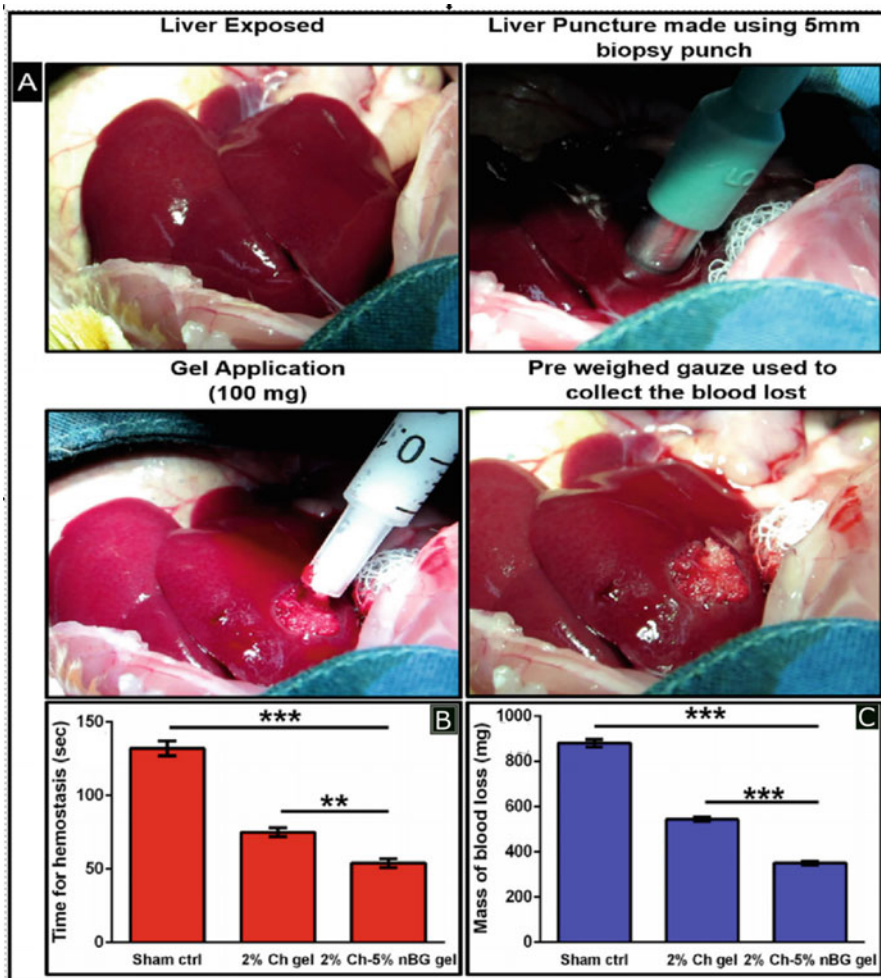 Liver Exposed
Liver Puncture made using 5mm
biopsy punch
A
Gel Application
(100 mg)
Pre weighed gauze used to
collect the blood lost
B
Time for hemostasis (sec)
150
100
50
0
Sham ctrl
2% Ch gel
2% Ch-5% nBG gel
***
**
C
Mass of blood loss (mg)
1000
800
600
400
200
0
Sham ctrl
2% Ch gel
2% Ch-5% nBG gel
***
***